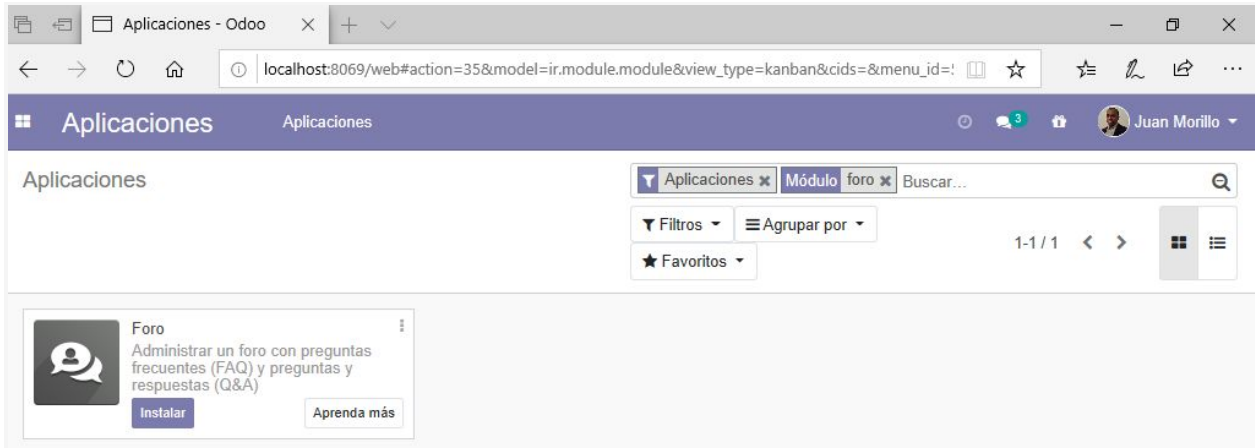 Aplicaciones - Odoo
localhost:8069/web#action=35&model=ir.module.module&view_type=kanban&cids=&menu_id=
Aplicaciones Aplicaciones 3 Juan Morillo
Aplicaciones
Aplicaciones Módulo foro Buscar...
Filtros Agrupar por 1-1 / 1
Favoritos
Foro
Administrar un foro con preguntas
frecuentes (FAQ) y preguntas y
respuestas (Q&A)
Instalar Aprenda más